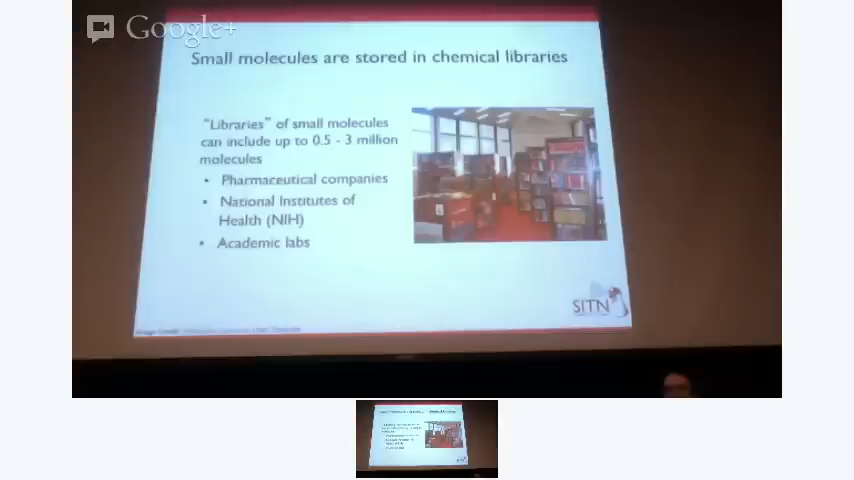 Google+
Small molecules are stored in chemical libraries
"Libraries" of small molecules
can include up to 0.5 - 3 million
molecules
• Pharmaceutical companies
• National Institutes of
Health (NIH)
• Academic labs
SITN